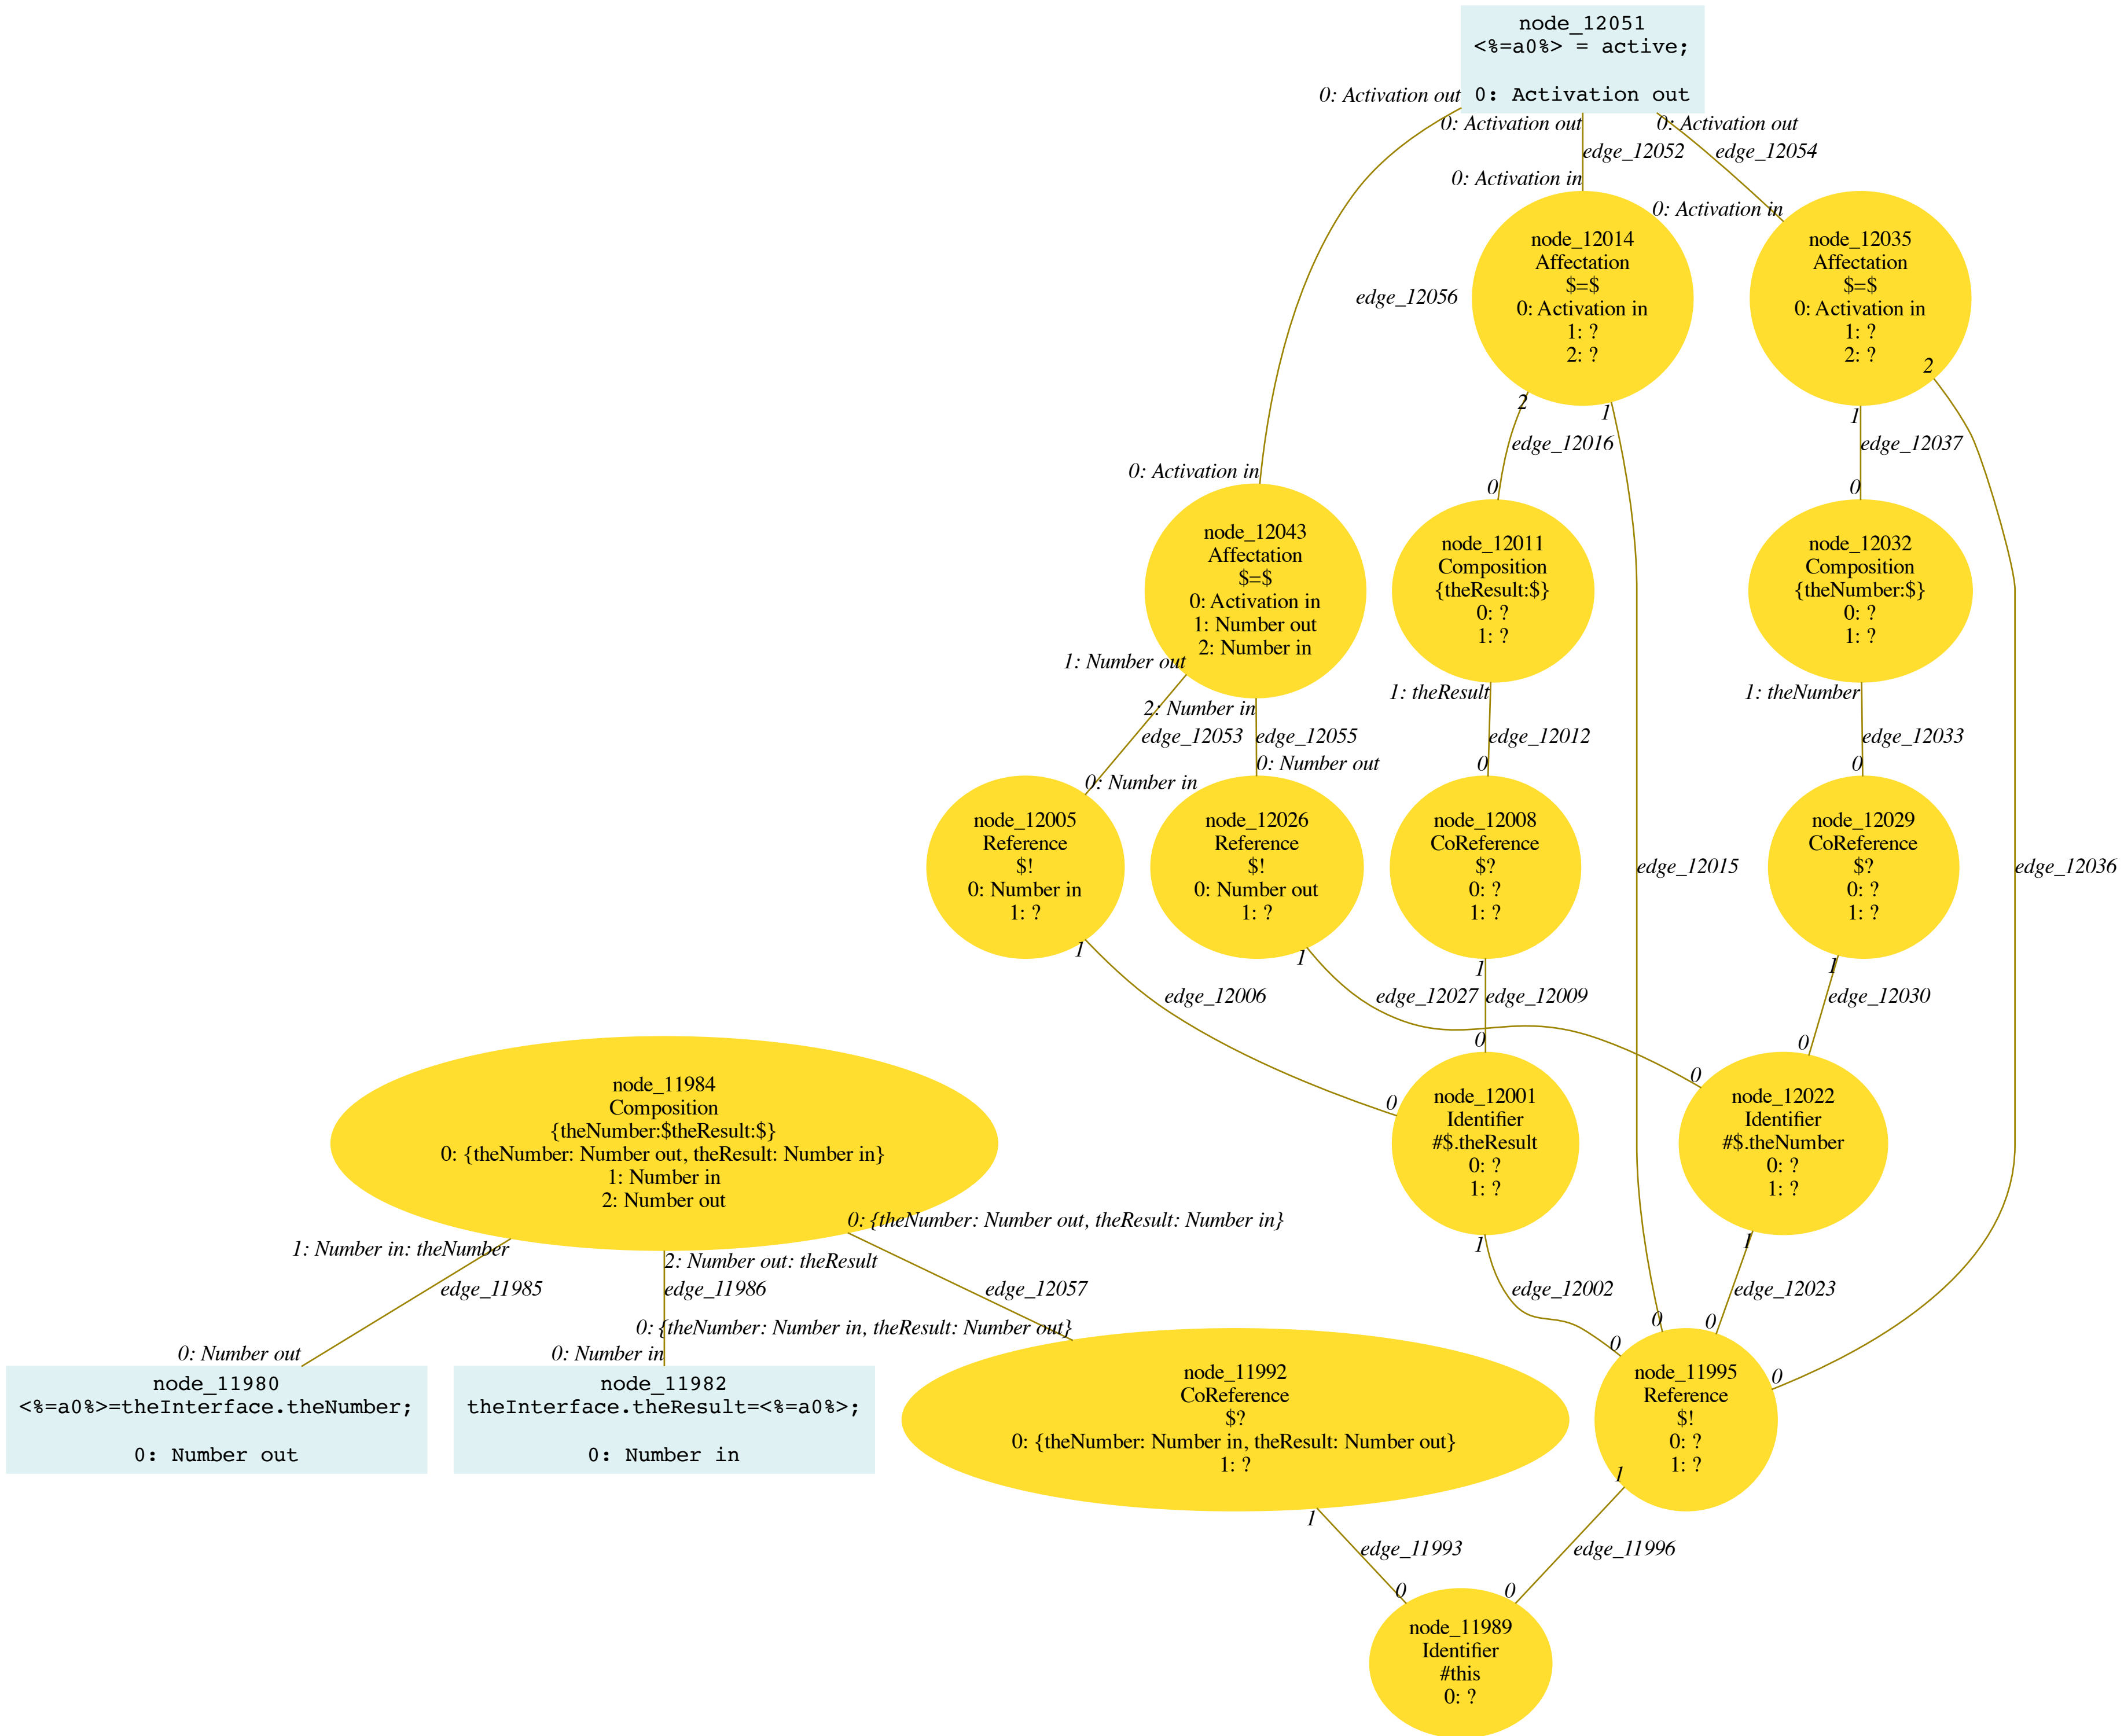 node_12051
<%=a0%> = active;
0: Activation out
0: Activation out
0: Activation out
0: Activation out
edge_12052
edge_12054
0: Activation in
0: Activation in
node_12014
Affectation
$=$
0: Activation in
1: ?
2: ?
node_12035
Affectation
$=$
0: Activation in
1: ?
2: ?
edge_12056
2
2
1
1
edge_12016
edge_12037
0: Activation in
0
0
node_12043
Affectation
$=$
0: Activation in
1: Number out
2: Number in
node_12011
Composition
{theResult:$}
0: ?
1: ?
node_12032
Composition
{theNumber:$}
0: ?
1: ?
1: Number out
2: Number in
1: theResult
1: theNumber
edge_12053
edge_12055
edge_12012
edge_12033
0: Number in
0: Number out
0
0
node_12005
Reference
$!
0: Number in
1: ?
node_12026
Reference
$!
0: Number out
1: ?
node_12008
CoReference
$?
0: ?
1: ?
edge_12015
node_12029
CoReference
$?
0: ?
1: ?
edge_12036
1
1
1
1
edge_12006
edge_12027
edge_12009
edge_12030
0
0
0
0
node_11984
Composition
{theNumber:$theResult:$}
0: {theNumber: Number out, theResult: Number in}
1: Number in
2: Number out
node_12001
Identifier
#$.theResult
0: ?
1: ?
node_12022
Identifier
#$.theNumber
0: ?
1: ?
0: {theNumber: Number out, theResult: Number in}
1: Number in: theNumber
2: Number out: theResult
1
1
edge_11985
edge_11986
edge_12057
edge_12002
edge_12023
0: Number out
0: Number in
0: {theNumber: Number in, theResult: Number out}
0
0
0
0
node_11980
<%=a0%>=theInterface.theNumber;
0: Number out
node_11982
theInterface.theResult=<%=a0%>;
0: Number in
node_11992
CoReference
$?
0: {theNumber: Number in, theResult: Number out}
1: ?
node_11995
Reference
$!
0: ?
1: ?
1
1
edge_11993
edge_11996
0
0
node_11989
Identifier
#this
0: ?